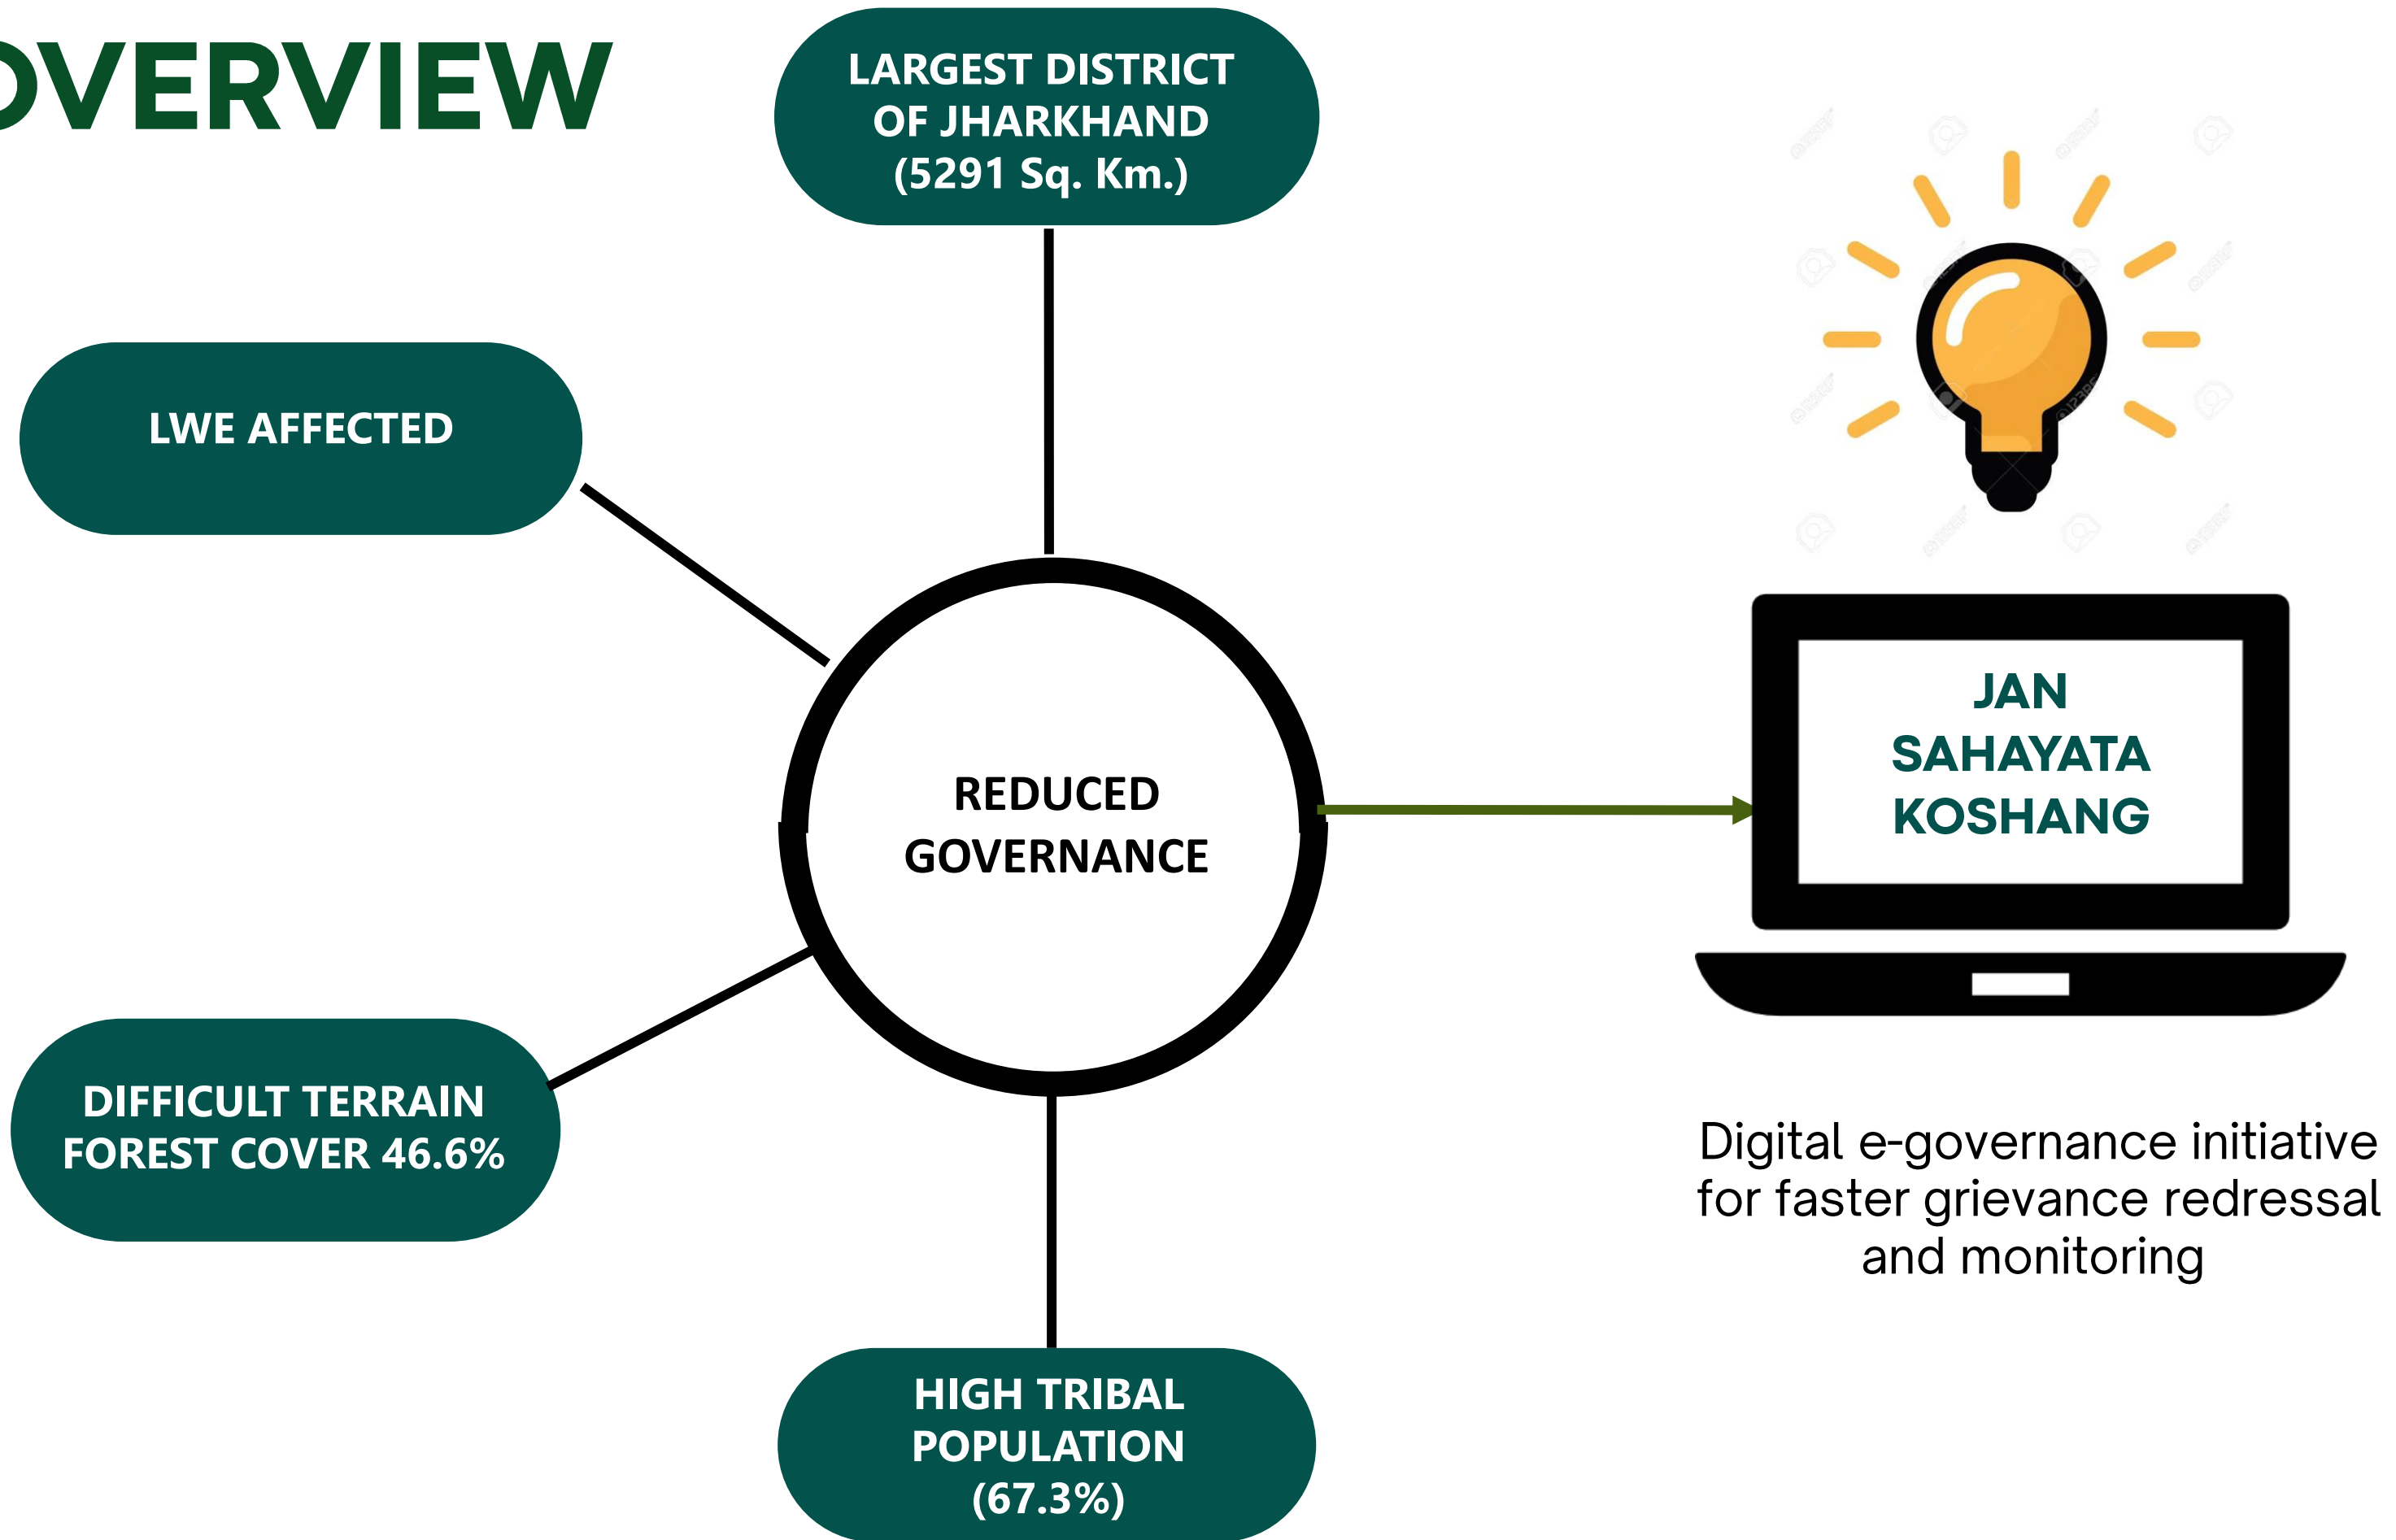 OVERVIEW
LARGEST DISTRICT
OF JHARKHAND
(5291 Sq. Km.)
LWE AFFECTED
REDUCED
GOVERNANCE
JAN
SAHAYATA
KOSHANG
DIFFICULT TERRAIN
FOREST COVER 46.6%
Digital e-governance initiative
for faster grievance redressal
and monitoring
HIGH TRIBAL
POPULATION
(67.3%)